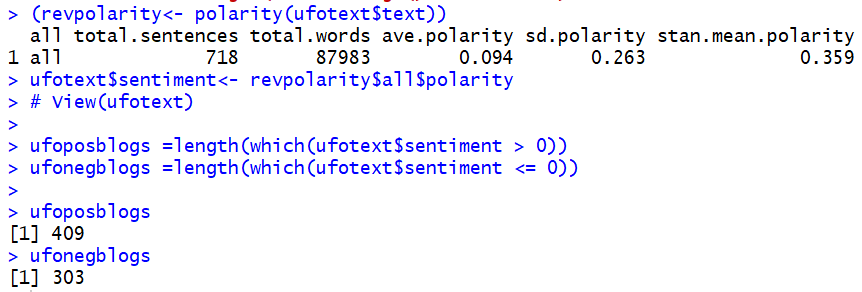 > (revpolarity<- polarity(ufotext$text))
  all total.sentences total.words ave.polarity sd.polarity stan.mean.polarity
1 all             718       87983        0.094       0.263              0.359
> ufotext$sentiment<- revpolarity$all$polarity
> # View(ufotext)
>
> ufoposblogs =length(which(ufotext$sentiment > 0))
> ufonegblogs =length(which(ufotext$sentiment <= 0))
>
> ufoposblogs
[1] 409
> ufonegblogs
[1] 303